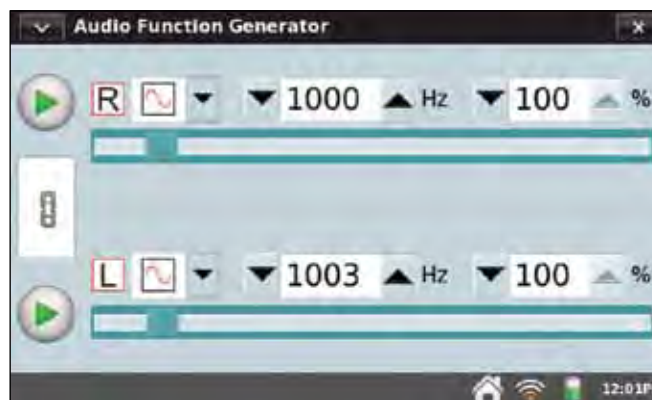 Audio Function Generator
R 1000 Hz 100 %
L 1003 Hz 100 %
12:01P